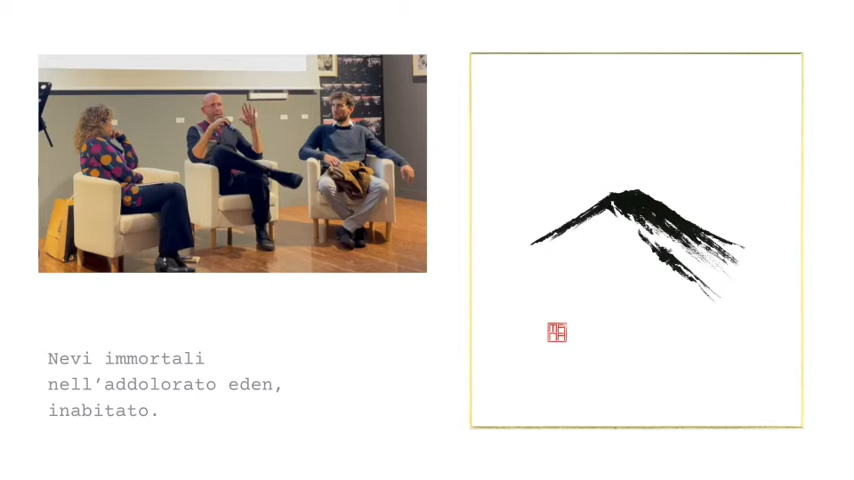 Nevi immortali
nell’addolorato eden,
inabitato.